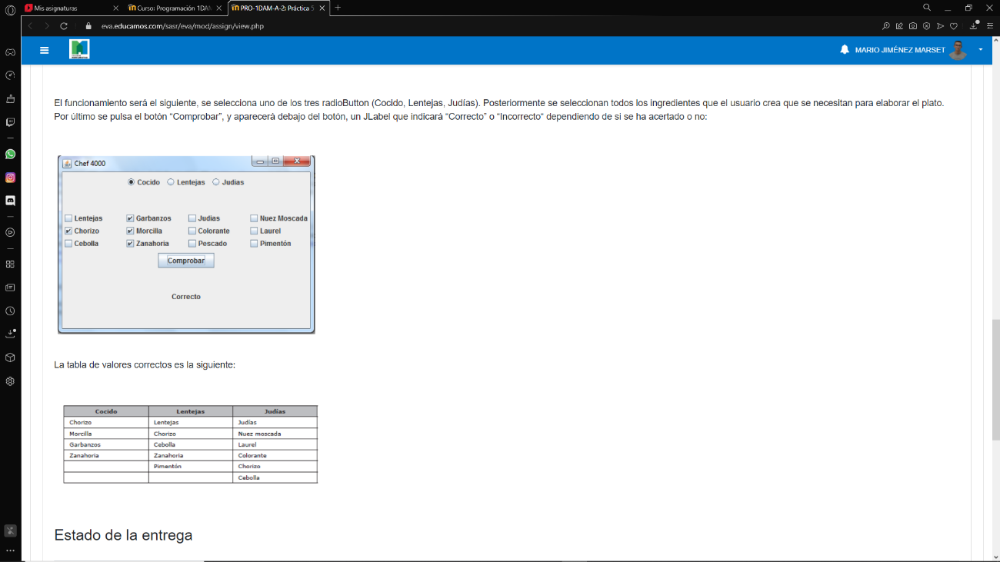 Mis asignaturas
Curso: Programación 1DAM
PRO-1DAM-A-2: Práctica 5
eva.educamos.com/sasr/eva/mod/assign/view.php
MARIO JIMÉNEZ MARSET
El funcionamiento será el siguiente, se selecciona uno de los tres radioButton (Cocido, Lentejas, Judías). Posteriormente se seleccionan todos los ingredientes que el usuario crea que se necesitan para elaborar el plato.
Por último se pulsa el botón “Comprobar”, y aparecerá debajo del botón, un JLabel que indicará “Correcto” o “Incorrecto” dependiendo de si se ha acertado o no:
Chef 4000
Cocido Lentejas Judias
Lentejas Garbanzos Judias Nuez Moscada
Chorizo Morcilla Colorante Laurel
Cebolla Zanahoria Pescado Pimentón
Comprobar
Correcto
La tabla de valores correctos es la siguiente:
Cocido Lentejas Judías
Chorizo Lentejas Judías
Morcilla Chorizo Nuez moscada
Garbanzos Cebolla Laurel
Zanahoria Zanahoria Colorante
Pimentón Chorizo
Cebolla
Estado de la entrega